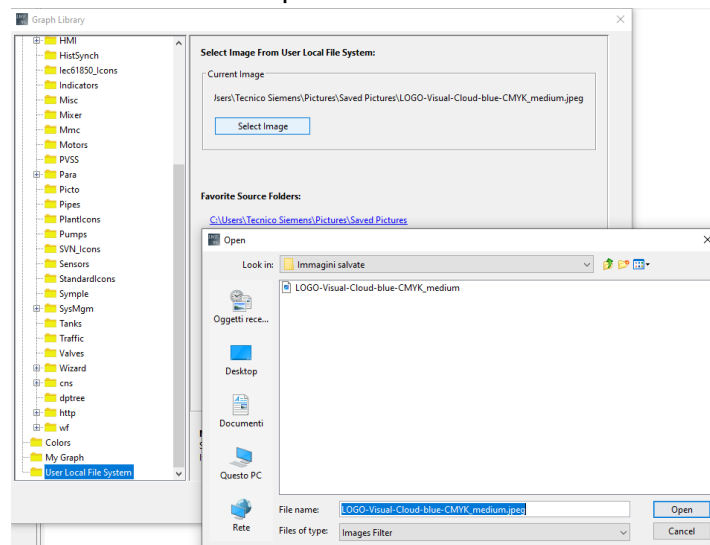 Graph Library
HMI
HistSynch
Iec61850_Icons
Indicators
Misc
Mixer
Mmc
Motors
PVSS
Para
Picto
Pipes
PlantIcons
Pumps
SVN_Icons
Sensors
StandardIcons
Symple
SysMgm
Tanks
Traffic
Valves
Wizard
cns
dptree
http
wf
Colors
My Graph
User Local File System
Select Image From User Local File System:
Current Image
Jsers\Tecnico Siemens\Pictures\Saved Pictures\LOGO-Visual-Cloud-blue-CMYK_medium.jpeg
Select Image
Favorite Source Folders:
C:\Users\Tecnico Siemens\Pictures\Saved Pictures
Open
Look in:
Immagini salvate
LOGO-Visual-Cloud-blue-CMYK_medium
Oggetti rece...
Desktop
Documenti
Questo PC
Rete
File name:
LOGO-Visual-Cloud-blue-CMYK_medium.jpeg
Open
Files of type:
Images Filter
Cancel